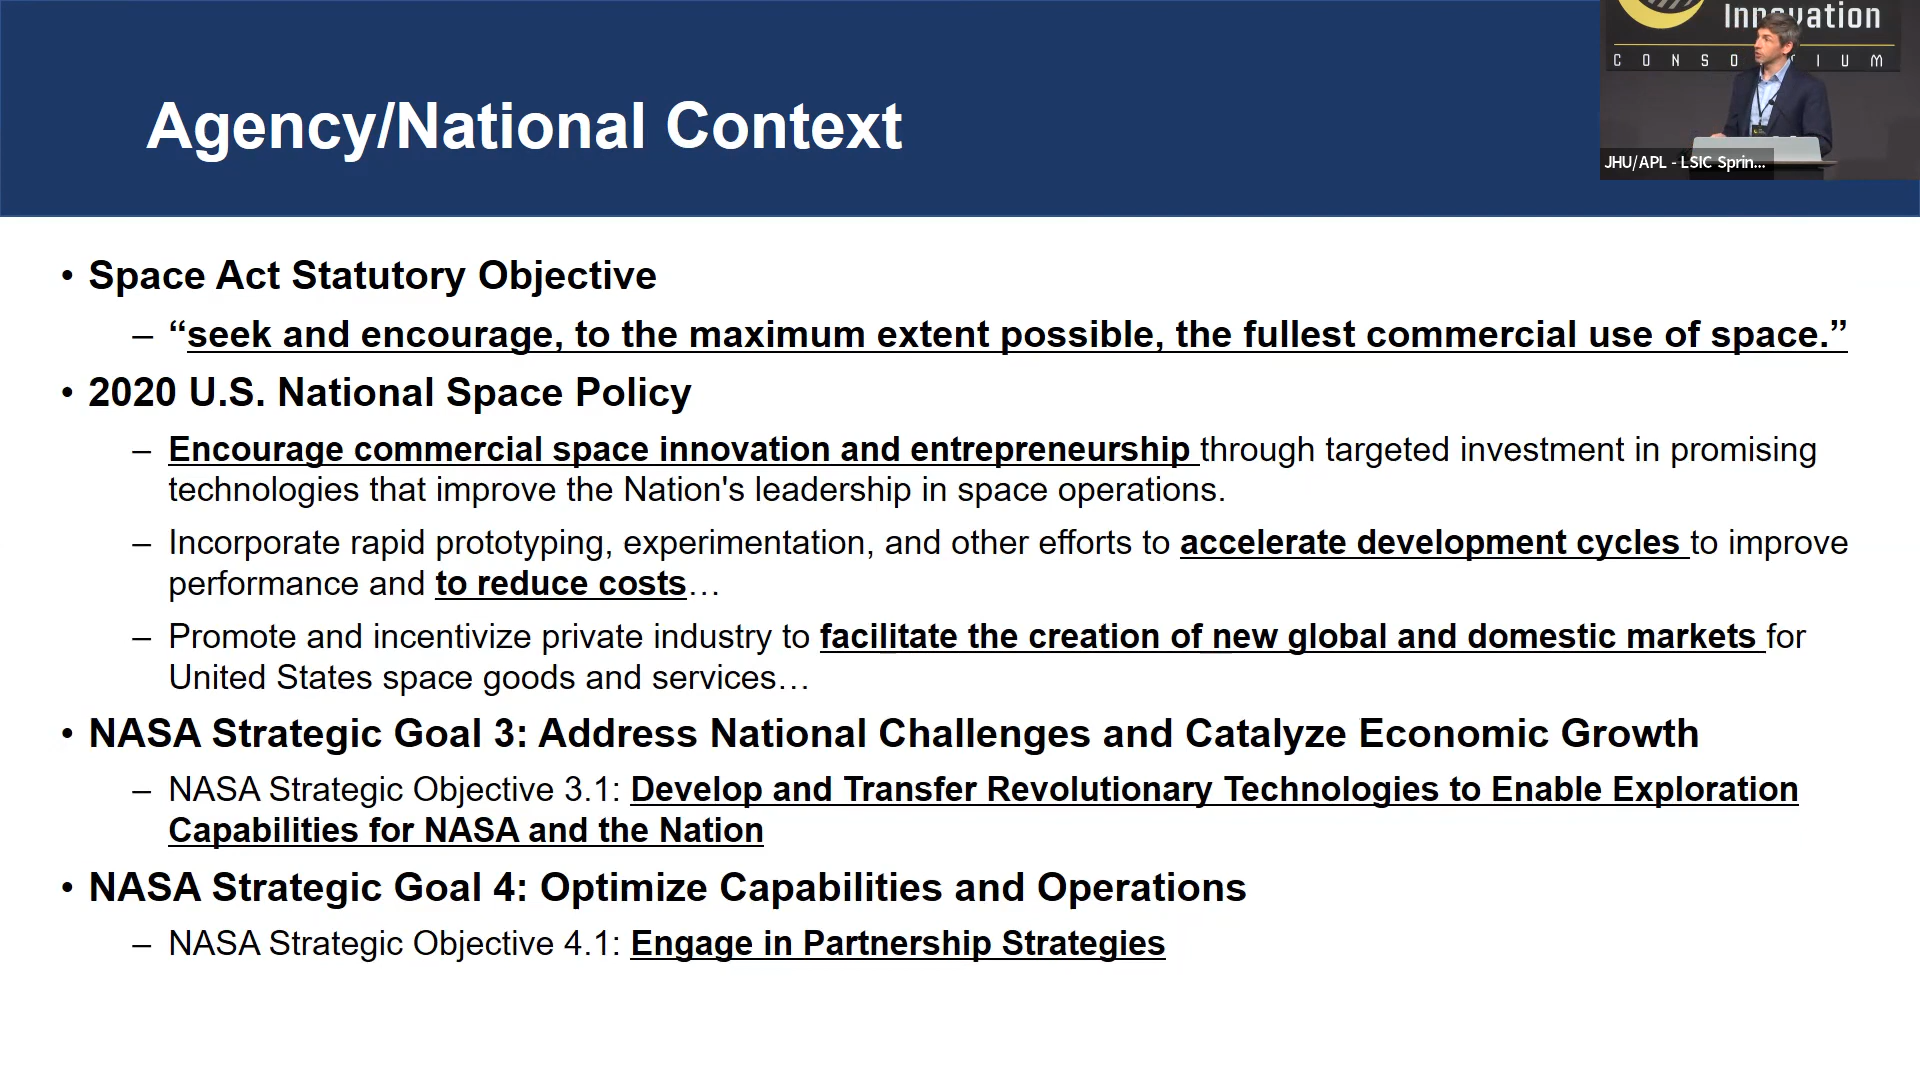 Innovation
CONSORTIUM
JHU/APL - LSIC Sprin...
Agency/National Context
• Space Act Statutory Objective
– “seek and encourage, to the maximum extent possible, the fullest commercial use of space.”
• 2020 U.S. National Space Policy
– Encourage commercial space innovation and entrepreneurship through targeted investment in promising
technologies that improve the Nation's leadership in space operations.
– Incorporate rapid prototyping, experimentation, and other efforts to accelerate development cycles to improve
performance and to reduce costs…
– Promote and incentivize private industry to facilitate the creation of new global and domestic markets for
United States space goods and services…
• NASA Strategic Goal 3: Address National Challenges and Catalyze Economic Growth
– NASA Strategic Objective 3.1: Develop and Transfer Revolutionary Technologies to Enable Exploration
Capabilities for NASA and the Nation
• NASA Strategic Goal 4: Optimize Capabilities and Operations
– NASA Strategic Objective 4.1: Engage in Partnership Strategies